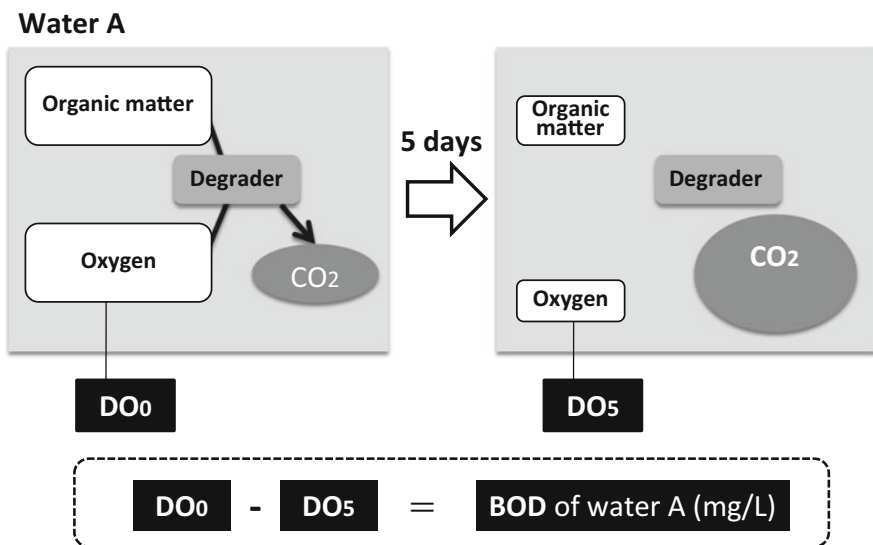 Water A
Organic matter
Degrader
Oxygen
CO2
DO0
5 days
Organic
matter
Degrader
CO2
Oxygen
DO5
DO0 - DO5 = BOD of water A (mg/L)